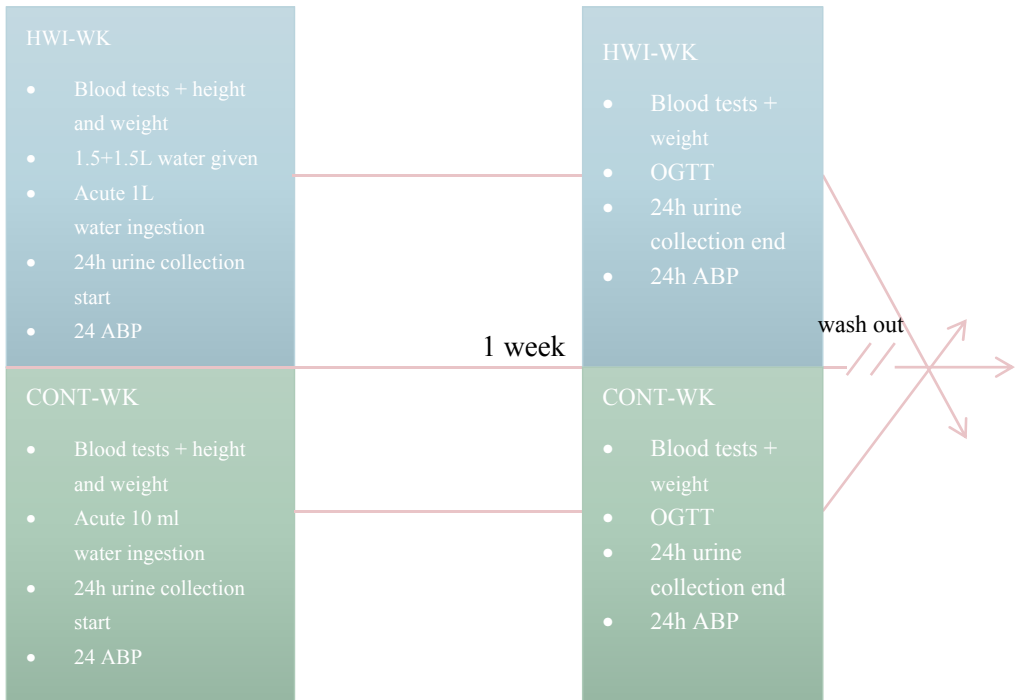 HWI-WK
• Blood tests + height
and weight
• 1.5+1.5L water given
• Acute 1L
water ingestion
• 24h urine collection
start
• 24 ABP
CONT-WK
• Blood tests + height
and weight
• Acute 10 ml
water ingestion
• 24h urine collection
start
• 24 ABP
1 week
HWI-WK
• Blood tests +
weight
• OGTT
• 24h urine
collection end
• 24h ABP
CONT-WK
• Blood tests +
weight
• OGTT
• 24h urine
collection end
• 24h ABP
wash out